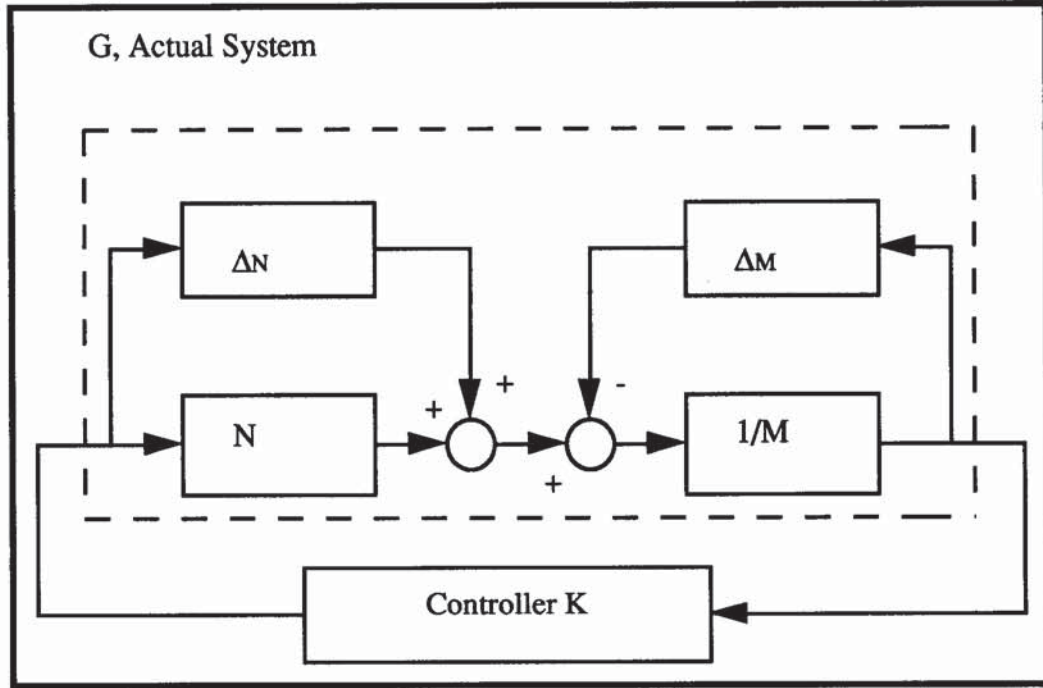 G, Actual System
ΔN
ΔM
+
-
+
N
1/M
+
Controller K